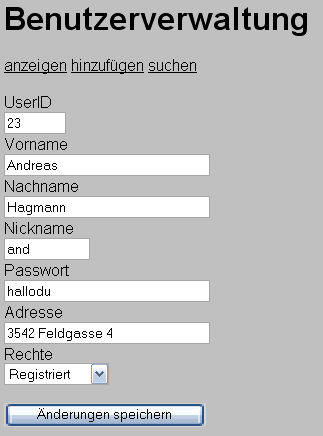 Benutzerverwaltung
anzeigen hinzufügen suchen
UserID
23
Vorname
Andreas
Nachname
Hagmann
Nickname
and
Passwort
hallodu
Adresse
3542 Feldgasse 4
Rechte
Registriert
Änderungen speichern